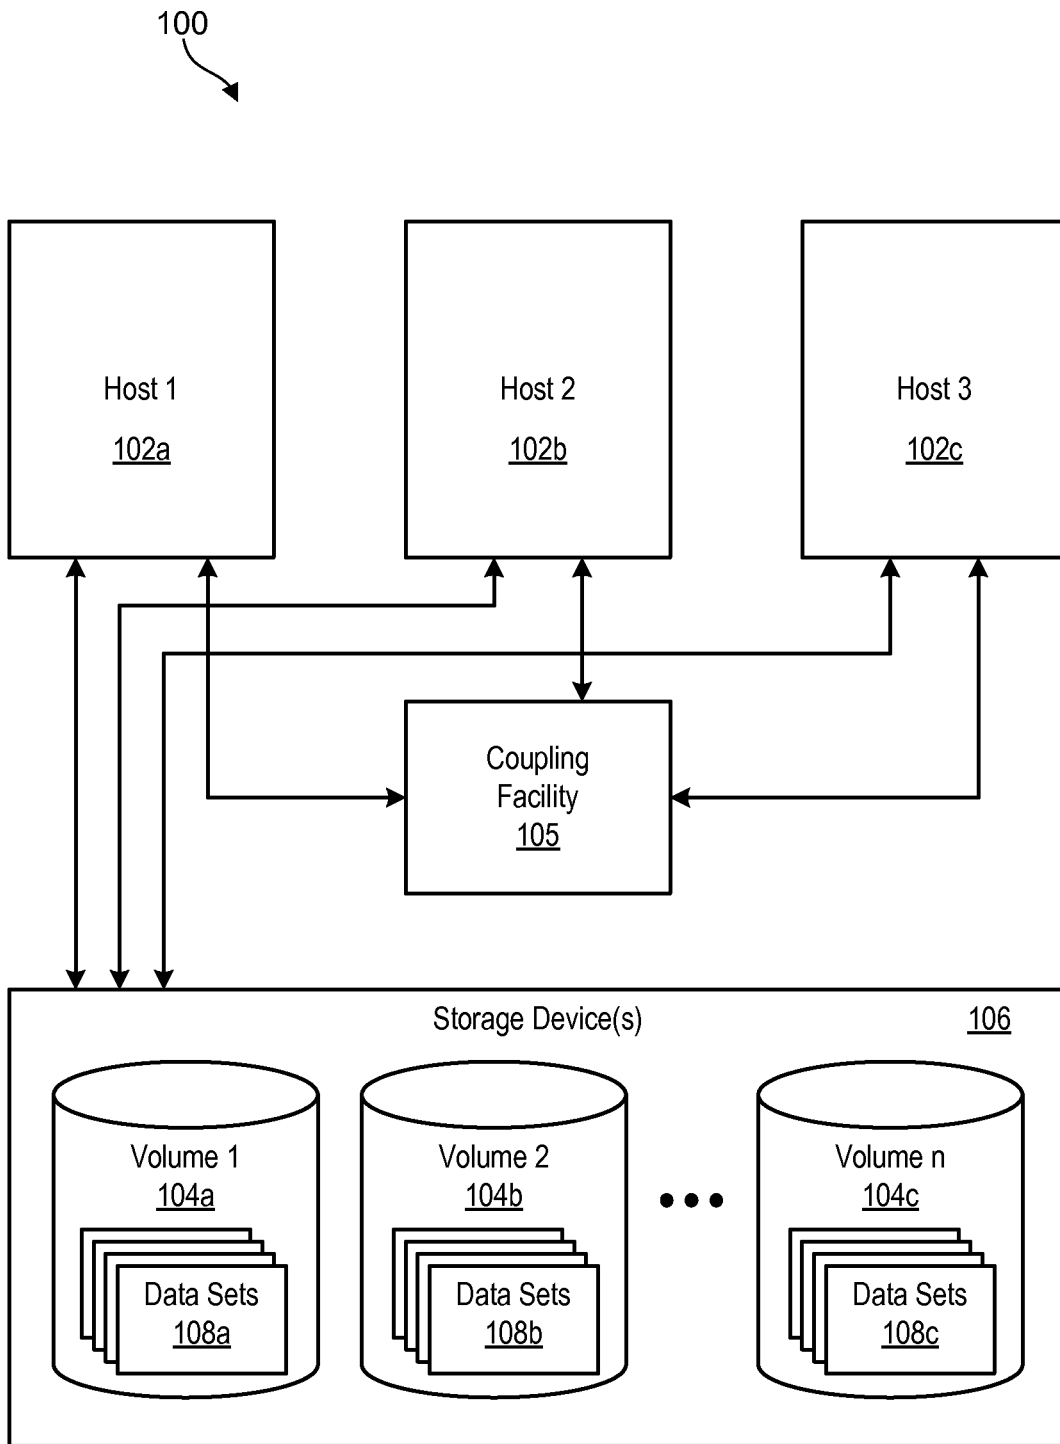 100
Host 1
102a
Host 2
102b
Host 3
102c
Coupling
Facility
105
Storage Device(s)
106
Volume 1
104a
Data Sets
108a
Volume 2
104b
Data Sets
108b
Volume n
104c
Data Sets
108c